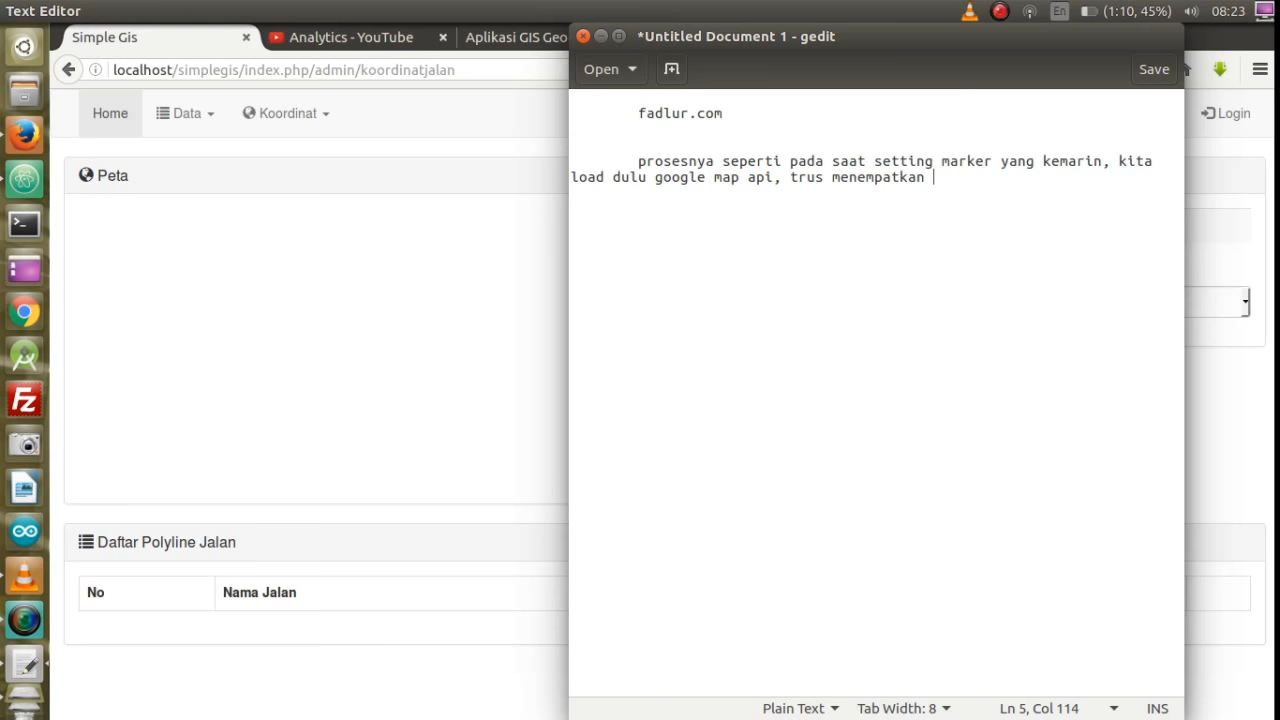 Text Editor
En
(1:10, 45%)
08:23
Simple Gis
Analytics - YouTube
Aplikasi GIS Geo
*Untitled Document 1 - gedit
localhost/simplegis/index.php/admin/koordinatjalan
Open
Save
Home
Data
Koordinat
Login
fadlur.com
Peta
prosesnya seperti pada saat setting marker yang kemarin, kita
load dulu google map api, trus menempatkan
Daftar Polyline Jalan
No
Nama Jalan
Plain Text
Tab Width: 8
Ln 5, Col 114
INS